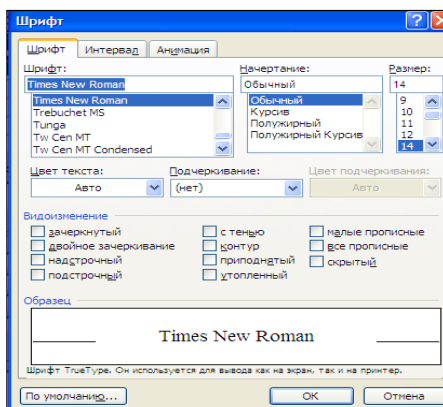 Шрифт
Шрифт Интервал Анимация
Шрифт: Начертание: Размер:
Times New Roman Обычный 14
Times New Roman Обычный 9
Trebuchet MS Курсив 10
Tunga Полужирный 11
Tw Cen MT Полужирный Курсив 12
Tw Cen MT Condensed 14
Цвет текста: Подчеркивание: Цвет подчеркивания:
Авто (нет) Авто
Видоизменение
зачеркнутый с тенью малые прописные
двойное зачеркивание контур все прописные
надстрочный приподнятый скрытый
подстрочный утопленный
Образец
Times New Roman
Шрифт TrueType. Он используется для вывода как на экран, так и на принтер.
По умолчанию... ОК Отмена